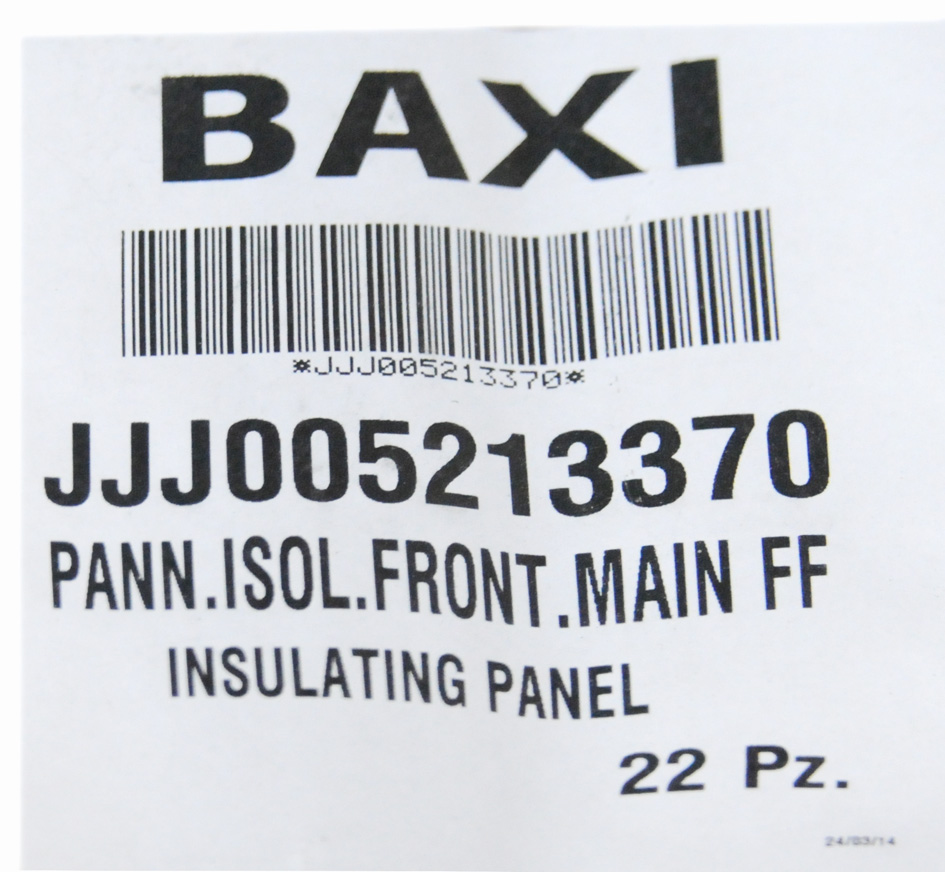 BAXI
*JJJ005213370*
JJJ005213370
PANN.ISOL.FRONT.MAIN FF
INSULATING PANEL
22 Pz.
24/03/14